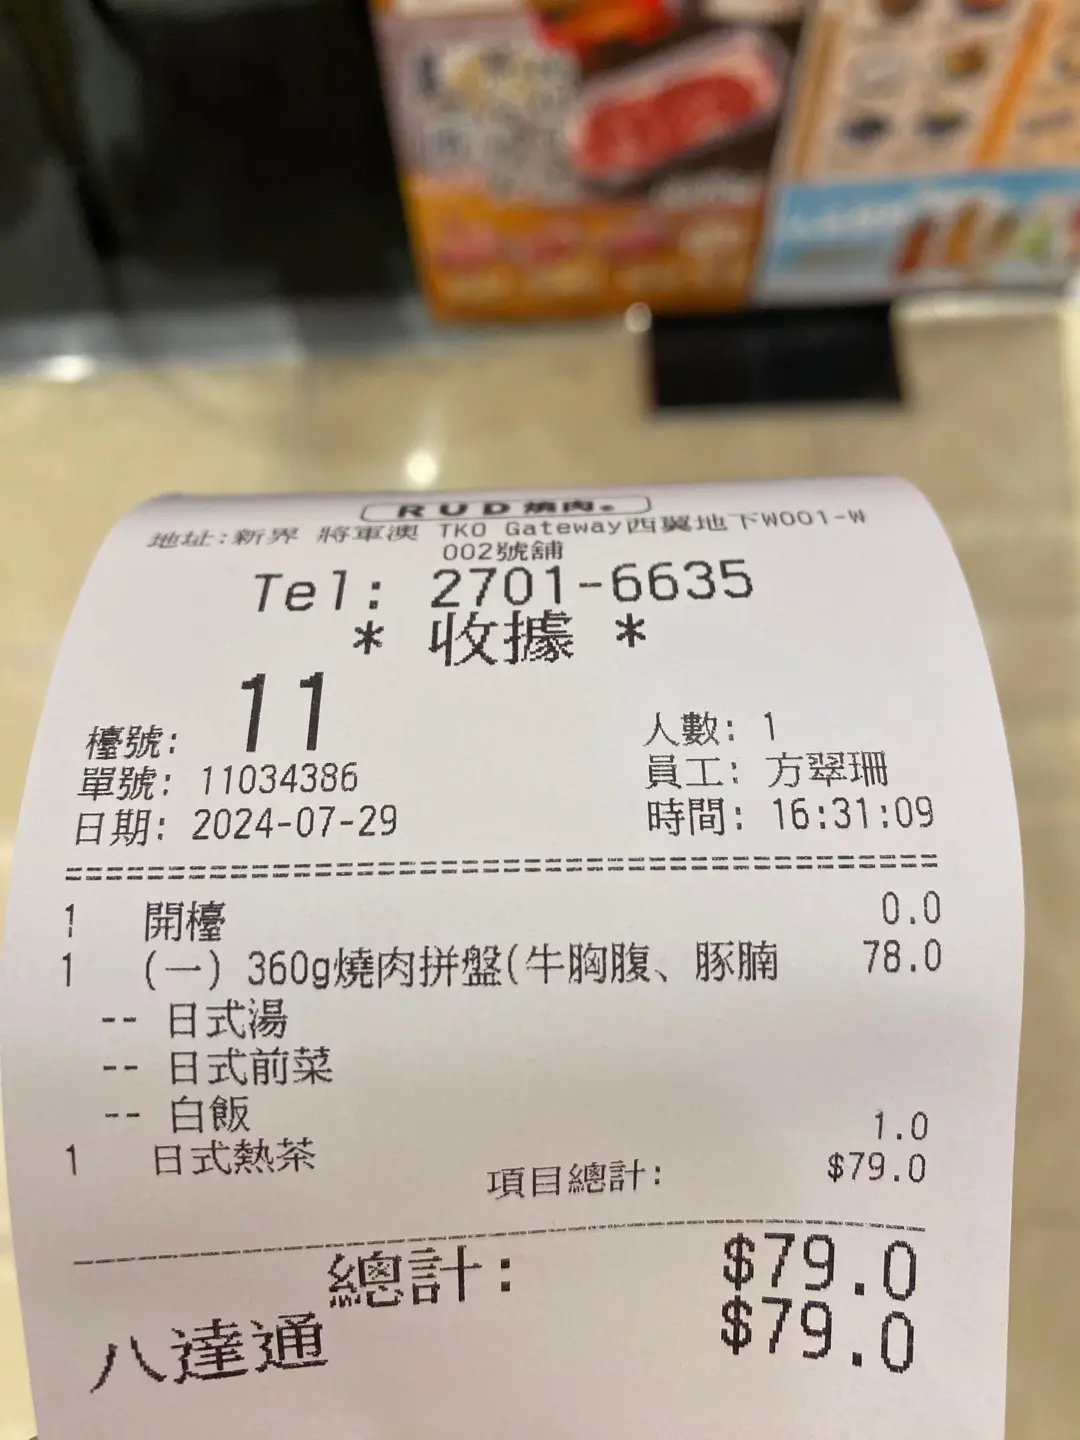 RUD 燒肉
地址:新界 將軍澳 TKO Gateway西翼地下W001-W
002號舖
Tel: 2701-6635
* 收據 *
檯號: 11 人數: 1
單號: 11034386 員工: 方翠珊
日期: 2024-07-29 時間: 16:31:09
1 開檯 0.0
1 (一) 360g燒肉拼盤(牛胸腹、豚腩 78.0
-- 日式湯
-- 日式前菜
-- 白飯
1 日式熱茶 1.0
項目總計: $79.0
總計: $79.0
八達通 $79.0